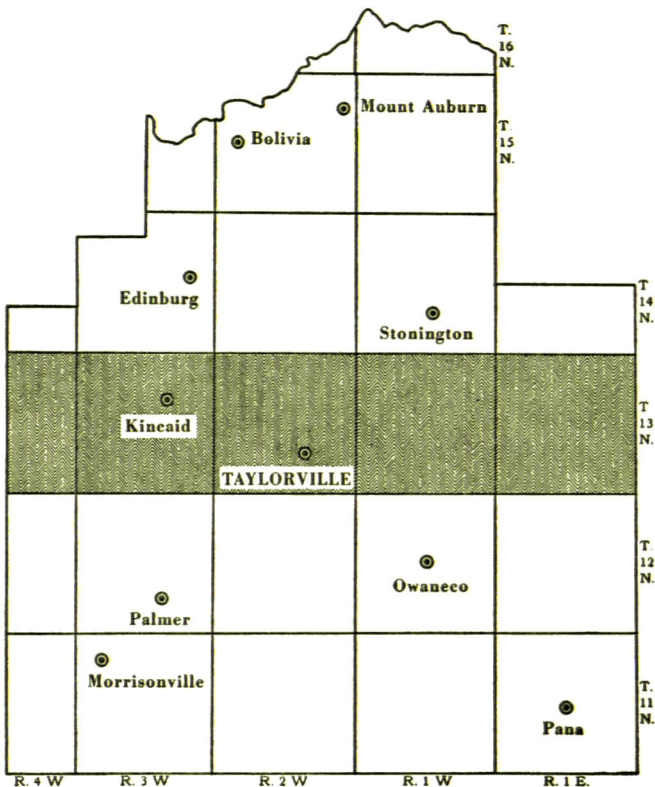 T.
16
N.
Mount Auburn
T.
15
N.
Bolivia
Edinburg
T
14
N.
Stonington
Kincaid
T
13
N.
TAYLORVILLE
T.
12
N.
Owaneco
Palmer
Morrisonville
T.
11
N.
Pana
R. 4 W
R. 3 W
R. 2 W
R. 1 W
R. 1 E.